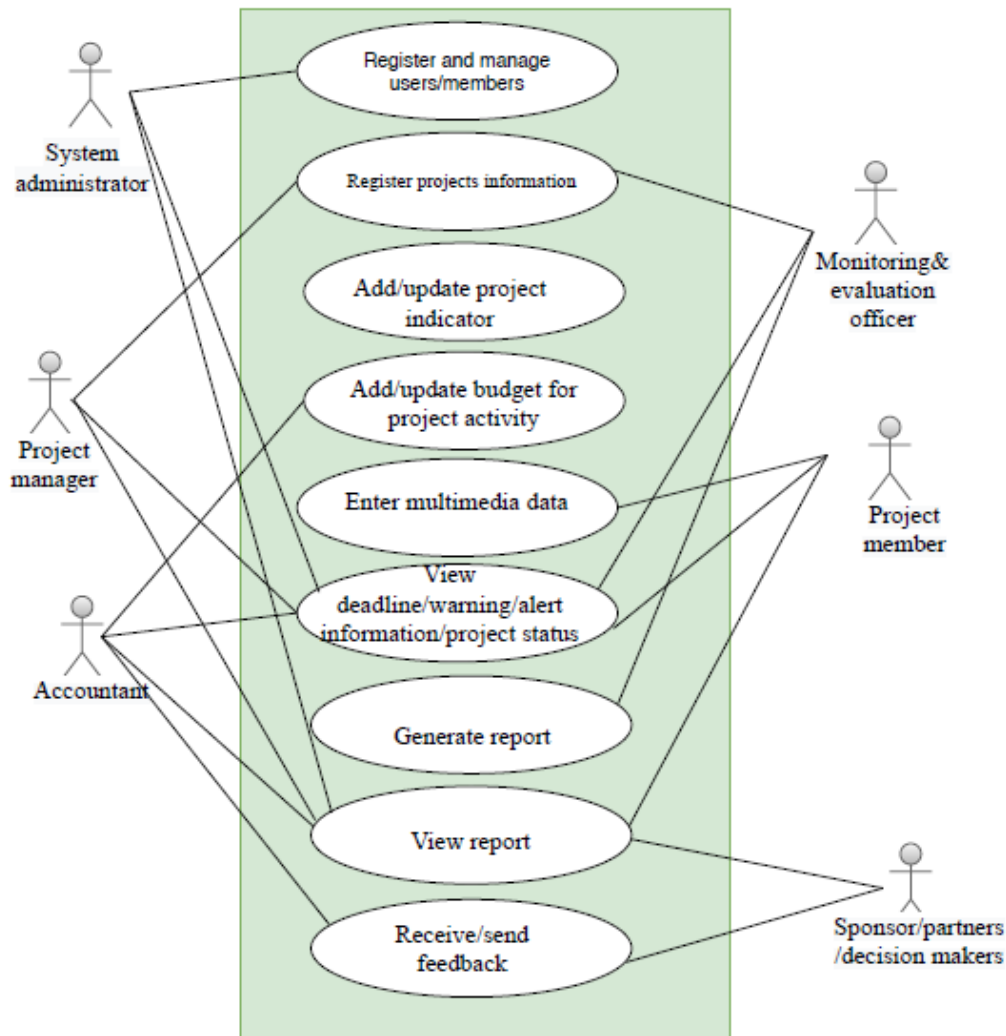 Register and manage
users/members
System
administrator
Register projects information
Monitoring&
evaluation
officer
Add/update project
indicator
Project
manager
Add/update budget for
project activity
Enter multimedia data
Project
member
View
deadline/warning/alert
information/project status
Accountant
Generate report
View report
Receive/send
feedback
Sponsor/partners
/decision makers